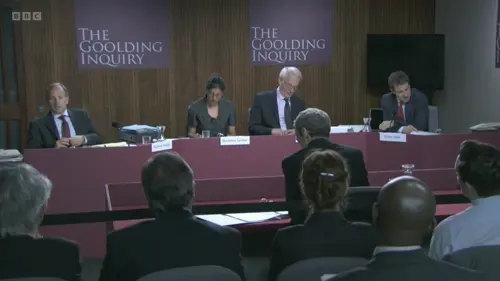 BBC
THE
GOOLDING
INQUIRY
THE
GOOLDING
INQUIRY